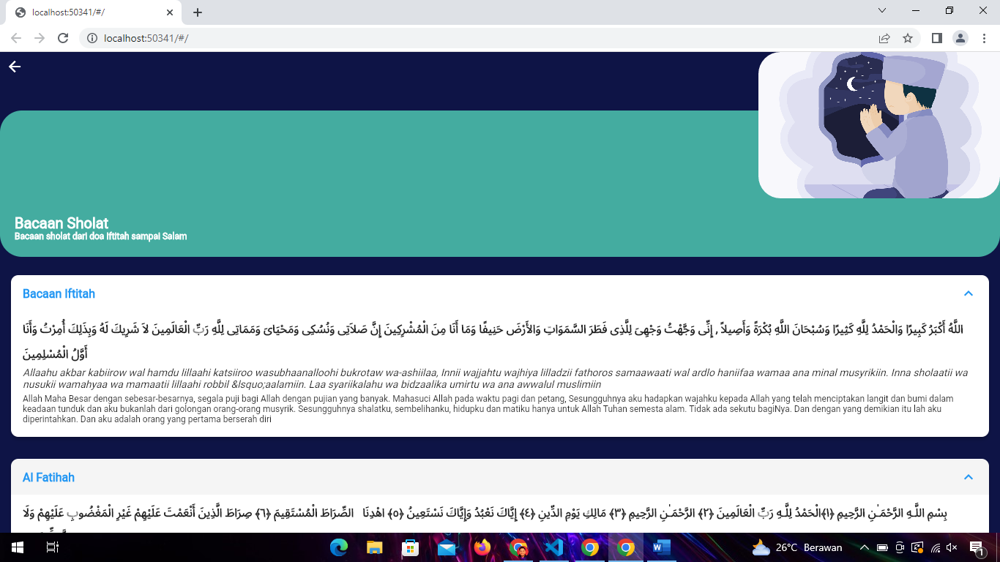 localhost:50341/#/
localhost:50341/#/
Bacaan Sholat
Bacaan sholat dari doa Iftitah sampai Salam
Bacaan Iftitah
اللَّهُ أَكْبَرُ كَبِيرًا وَالْحَمْدُ لِلَّهِ كَثِيرًا وَسُبْحَانَ اللَّهِ بُكْرَةً وَأَصِيلاً , إِنِّى وَجَّهْتُ وَجْهِىَ لِلَّذِى فَطَرَ السَّمَوَاتِ وَالأَرْضَ حَنِيفًا وَمَا أَنَا مِنَ الْمُشْرِكِينَ إِنَّ صَلاَتِى وَنُسُكِى وَمَحْيَاىَ وَمَمَاتِى لِلَّهِ رَبِّ الْعَالَمِينَ لاَ شَرِيكَ لَهُ وَبِذَلِكَ أُمِرْتُ وَأَنَا
أَوَّلُ الْمُسْلِمِينَ
Allaahu akbar kabiirow wal hamdu lillaahi katsiiroo wasubhaanalloohi bukrotaw wa-ashiilaa, Innii wajjahtu wajhiya lilladzii fathoros samaawaati wal ardlo haniifaa wamaa ana minal musyrikiin. Inna sholaatii wa
nusukii wamahyaa wa mamaatii lillaahi robbil &lsquo;aalamiin. Laa syariikalahu wa bidzaalika umirtu wa ana awwalul muslimiin
Allah Maha Besar dengan sebesar-besarnya, segala puji bagi Allah dengan pujian yang banyak. Mahasuci Allah pada waktu pagi dan petang, Sesungguhnya aku hadapkan wajahku kepada Allah yang telah menciptakan langit dan bumi dalam
keadaan tunduk dan aku bukanlah dari golongan orang-orang musyrik. Sesungguhnya shalatku, sembelihanku, hidupku dan matiku hanya untuk Allah Tuhan semesta alam. Tidak ada sekutu bagiNya. Dan dengan yang demikian itu lah aku
diperintahkan. Dan aku adalah orang yang pertama berserah diri
Al Fatihah
بِسْمِ اللَّـهِ الرَّحْمَـٰنِ الرَّحِيمِ ﴿١﴾الْحَمْدُ لِلَّـهِ رَبِّ الْعَالَمِينَ ﴿٢﴾ الرَّحْمَـٰنِ الرَّحِيمِ ﴿٣﴾ مَالِكِ يَوْمِ الدِّينِ ﴿٤﴾ إِيَّاكَ نَعْبُدُ وَإِيَّاكَ نَسْتَعِينُ ﴿٥﴾ اهْدِنَا الصِّرَاطَ الْمُسْتَقِيمَ ﴿٦﴾ صِرَاطَ الَّذِينَ أَنْعَمْتَ عَلَيْهِمْ غَيْرِ الْمَغْضُوبِ عَلَيْهِمْ وَلَا
26°C Berawan
1